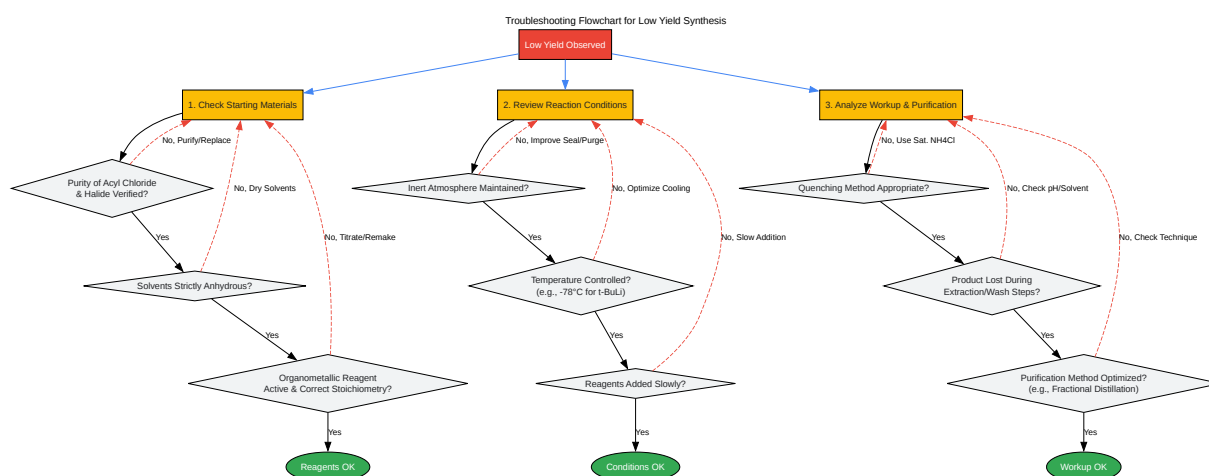 Troubleshooting Flowchart for Low Yield Synthesis
Low Yield Observed
1. Check Starting Materials
2. Review Reaction Conditions
3. Analyze Workup & Purification
No, Purify/Replace
No, Improve Seal/Purge
No, Use Sat. NH4Cl
Purity of Acyl Chloride
& Halide Verified?
No, Dry Solvents
Inert Atmosphere Maintained?
No, Optimize Cooling
Quenching Method Appropriate?
No, Check pH/Solvent
Yes
No, Titrate/Remake
Yes
No, Slow Addition
Yes
No, Check Technique
Solvents Strictly Anhydrous?
Temperature Controlled?
(e.g., -78°C for t-BuLi)
Product Lost During
Extraction/Wash Steps?
Yes
Yes
Yes
Organometallic Reagent
Active & Correct Stoichiometry?
Reagents Added Slowly?
Purification Method Optimized?
(e.g., Fractional Distillation)
Yes
Yes
Yes
Reagents OK
Conditions OK
Workup OK